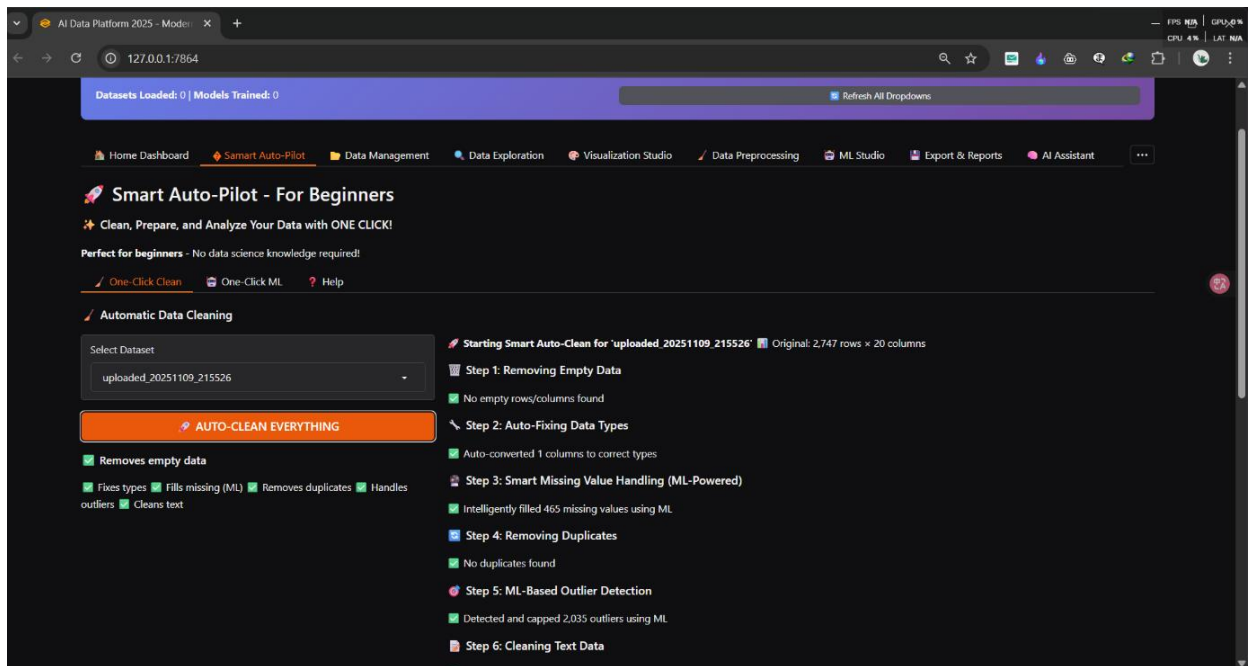 AI Data Platform 2025 - Moder
FPS N/A GPU 0%
CPU 4% LAT N/A
127.0.0.1:7864
Datasets Loaded: 0 | Models Trained: 0
Refresh All Dropdowns
Home Dashboard Samart Auto-Pilot Data Management Data Exploration Visualization Studio Data Preprocessing ML Studio Export & Reports AI Assistant ...
🚀 Smart Auto-Pilot - For Beginners
✨ Clean, Prepare, and Analyze Your Data with ONE CLICK!
Perfect for beginners - No data science knowledge required!
One-Click Clean One-Click ML ❓ Help
Automatic Data Cleaning
Select Dataset
uploaded_20251109_215526
🚀 AUTO-CLEAN EVERYTHING
✅ Removes empty data
✅ Fixes types ✅ Fills missing (ML) ✅ Removes duplicates ✅ Handles
outliers ✅ Cleans text
🚀 Starting Smart Auto-Clean for 'uploaded_20251109_215526' 📊 Original: 2,747 rows × 20 columns
🗑️ Step 1: Removing Empty Data
✅ No empty rows/columns found
🔧 Step 2: Auto-Fixing Data Types
✅ Auto-converted 1 columns to correct types
🔮 Step 3: Smart Missing Value Handling (ML-Powered)
✅ Intelligently filled 465 missing values using ML
🔄 Step 4: Removing Duplicates
✅ No duplicates found
🎯 Step 5: ML-Based Outlier Detection
✅ Detected and capped 2,035 outliers using ML
📝 Step 6: Cleaning Text Data